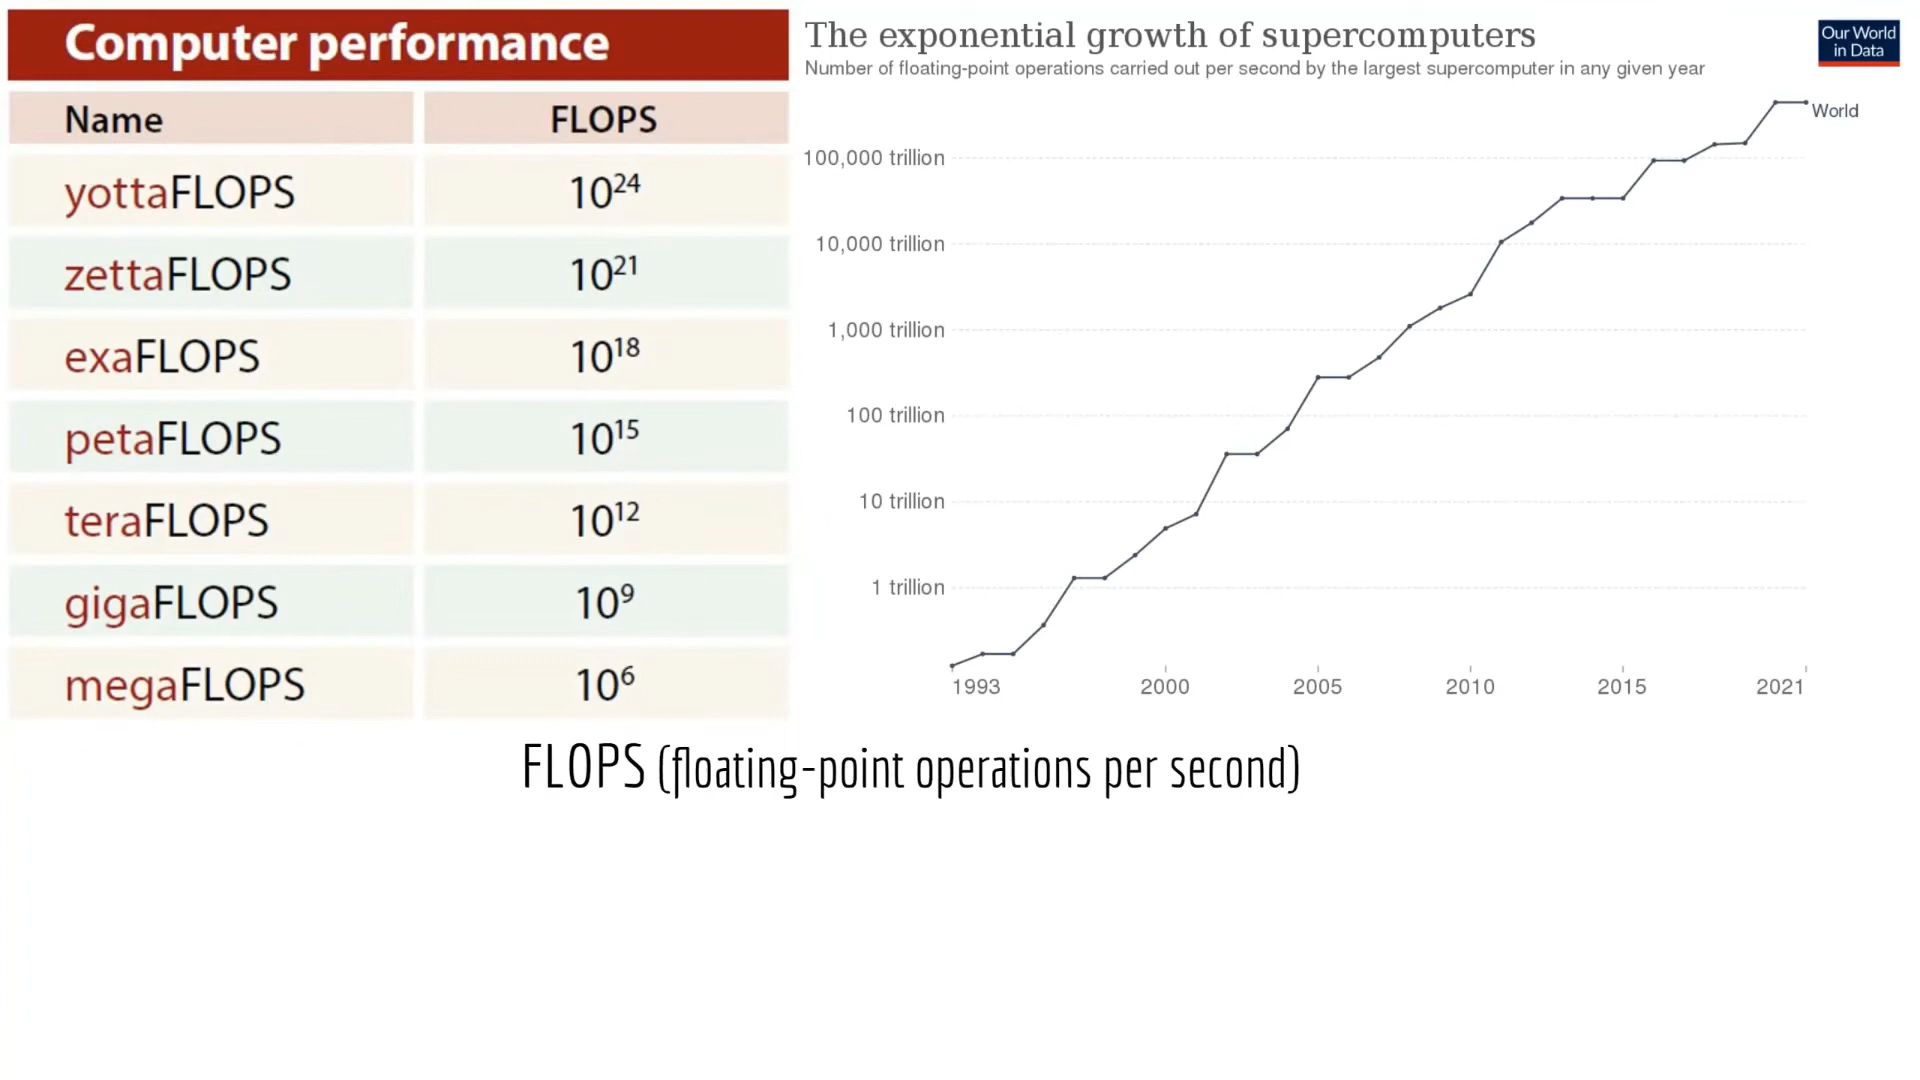 Computer performance
Name FLOPS
yottaFLOPS 10²⁴
zettaFLOPS 10²¹
exaFLOPS 10¹⁸
petaFLOPS 10¹⁵
teraFLOPS 10¹²
gigaFLOPS 10⁹
megaFLOPS 10⁶
The exponential growth of supercomputers
Number of floating-point operations carried out per second by the largest supercomputer in any given year
Our World
in Data
World
100,000 trillion
10,000 trillion
1,000 trillion
100 trillion
10 trillion
1 trillion
1993 2000 2005 2010 2015 2021
FLOPS (floating-point operations per second)